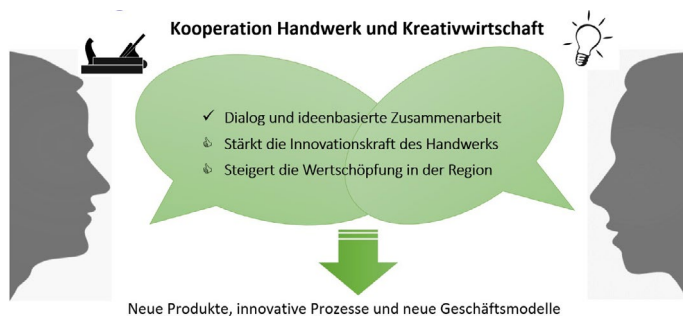 Kooperation Handwerk und Kreativwirtschaft
✓ Dialog und ideenbasierte Zusammenarbeit
👍 Stärkt die Innovationskraft des Handwerks
👍 Steigert die Wertschöpfung in der Region
Neue Produkte, innovative Prozesse und neue Geschäftsmodelle